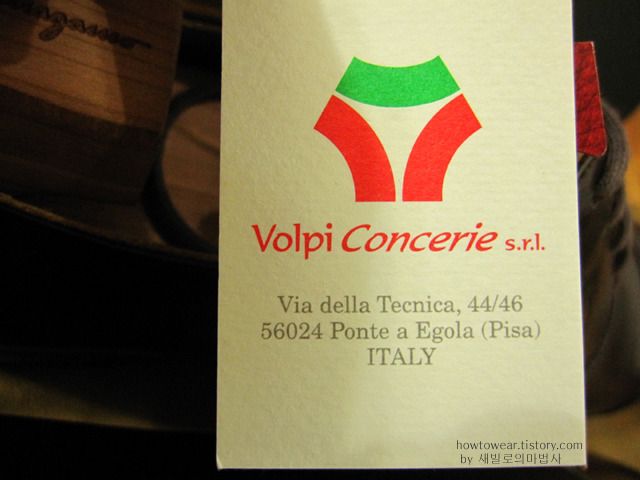 Volpi Concerie s.r.l.
Via della Tecnica, 44/46
56024 Ponte a Egola (Pisa)
ITALY
howtowear.tistory.com
by 새빌로의마법사